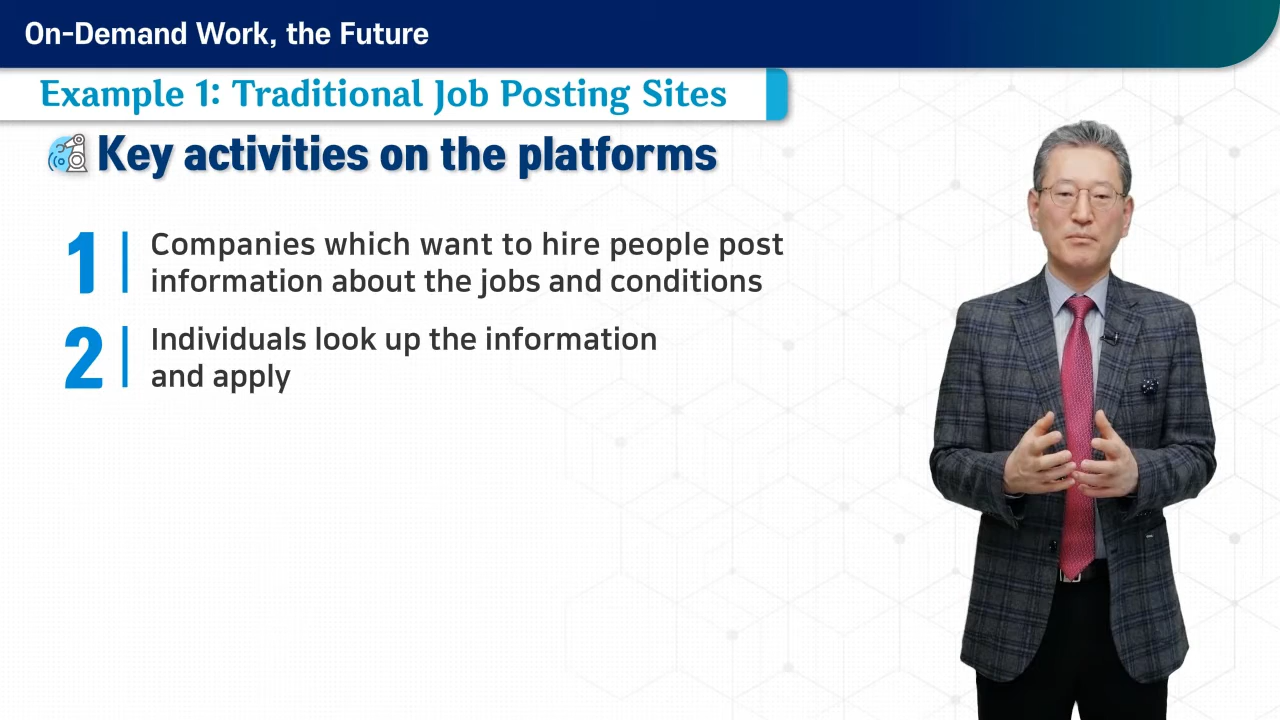 On-Demand Work, the Future
Example 1: Traditional Job Posting Sites
Key activities on the platforms
1
Companies which want to hire people post
information about the jobs and conditions
2
Individuals look up the information
and apply